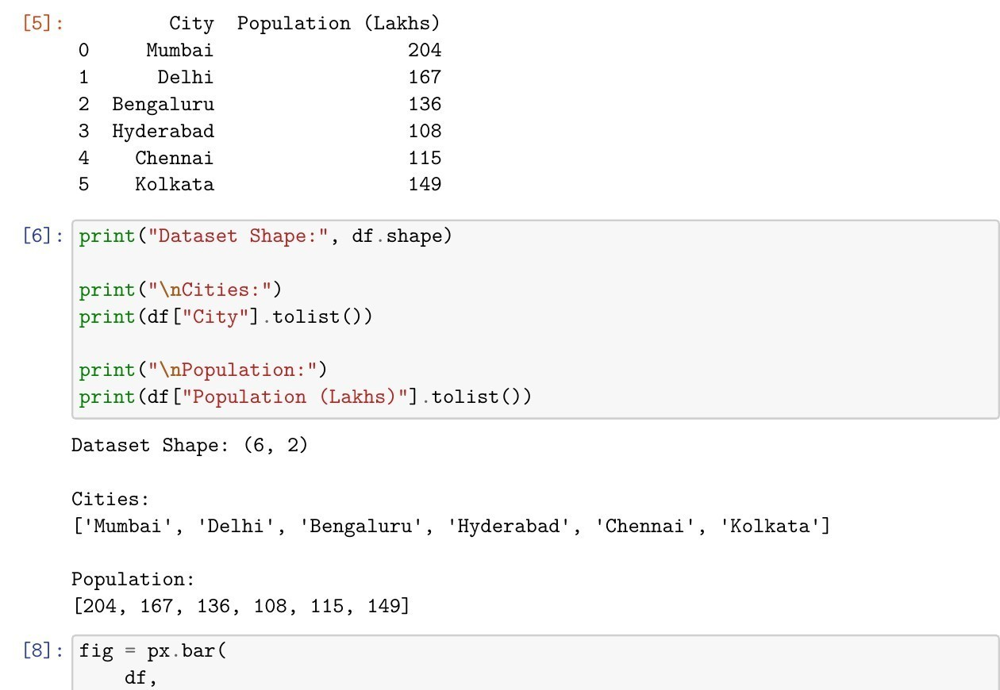 [5]: City Population (Lakhs)
0 Mumbai 204
1 Delhi 167
2 Bengaluru 136
3 Hyderabad 108
4 Chennai 115
5 Kolkata 149
[6]: print("Dataset Shape:", df.shape)
print("\nCities:")
print(df["City"].tolist())
print("\nPopulation:")
print(df["Population (Lakhs)"].tolist())
Dataset Shape: (6, 2)
Cities:
['Mumbai', 'Delhi', 'Bengaluru', 'Hyderabad', 'Chennai', 'Kolkata']
Population:
[204, 167, 136, 108, 115, 149]
[8]: fig = px.bar(
df,